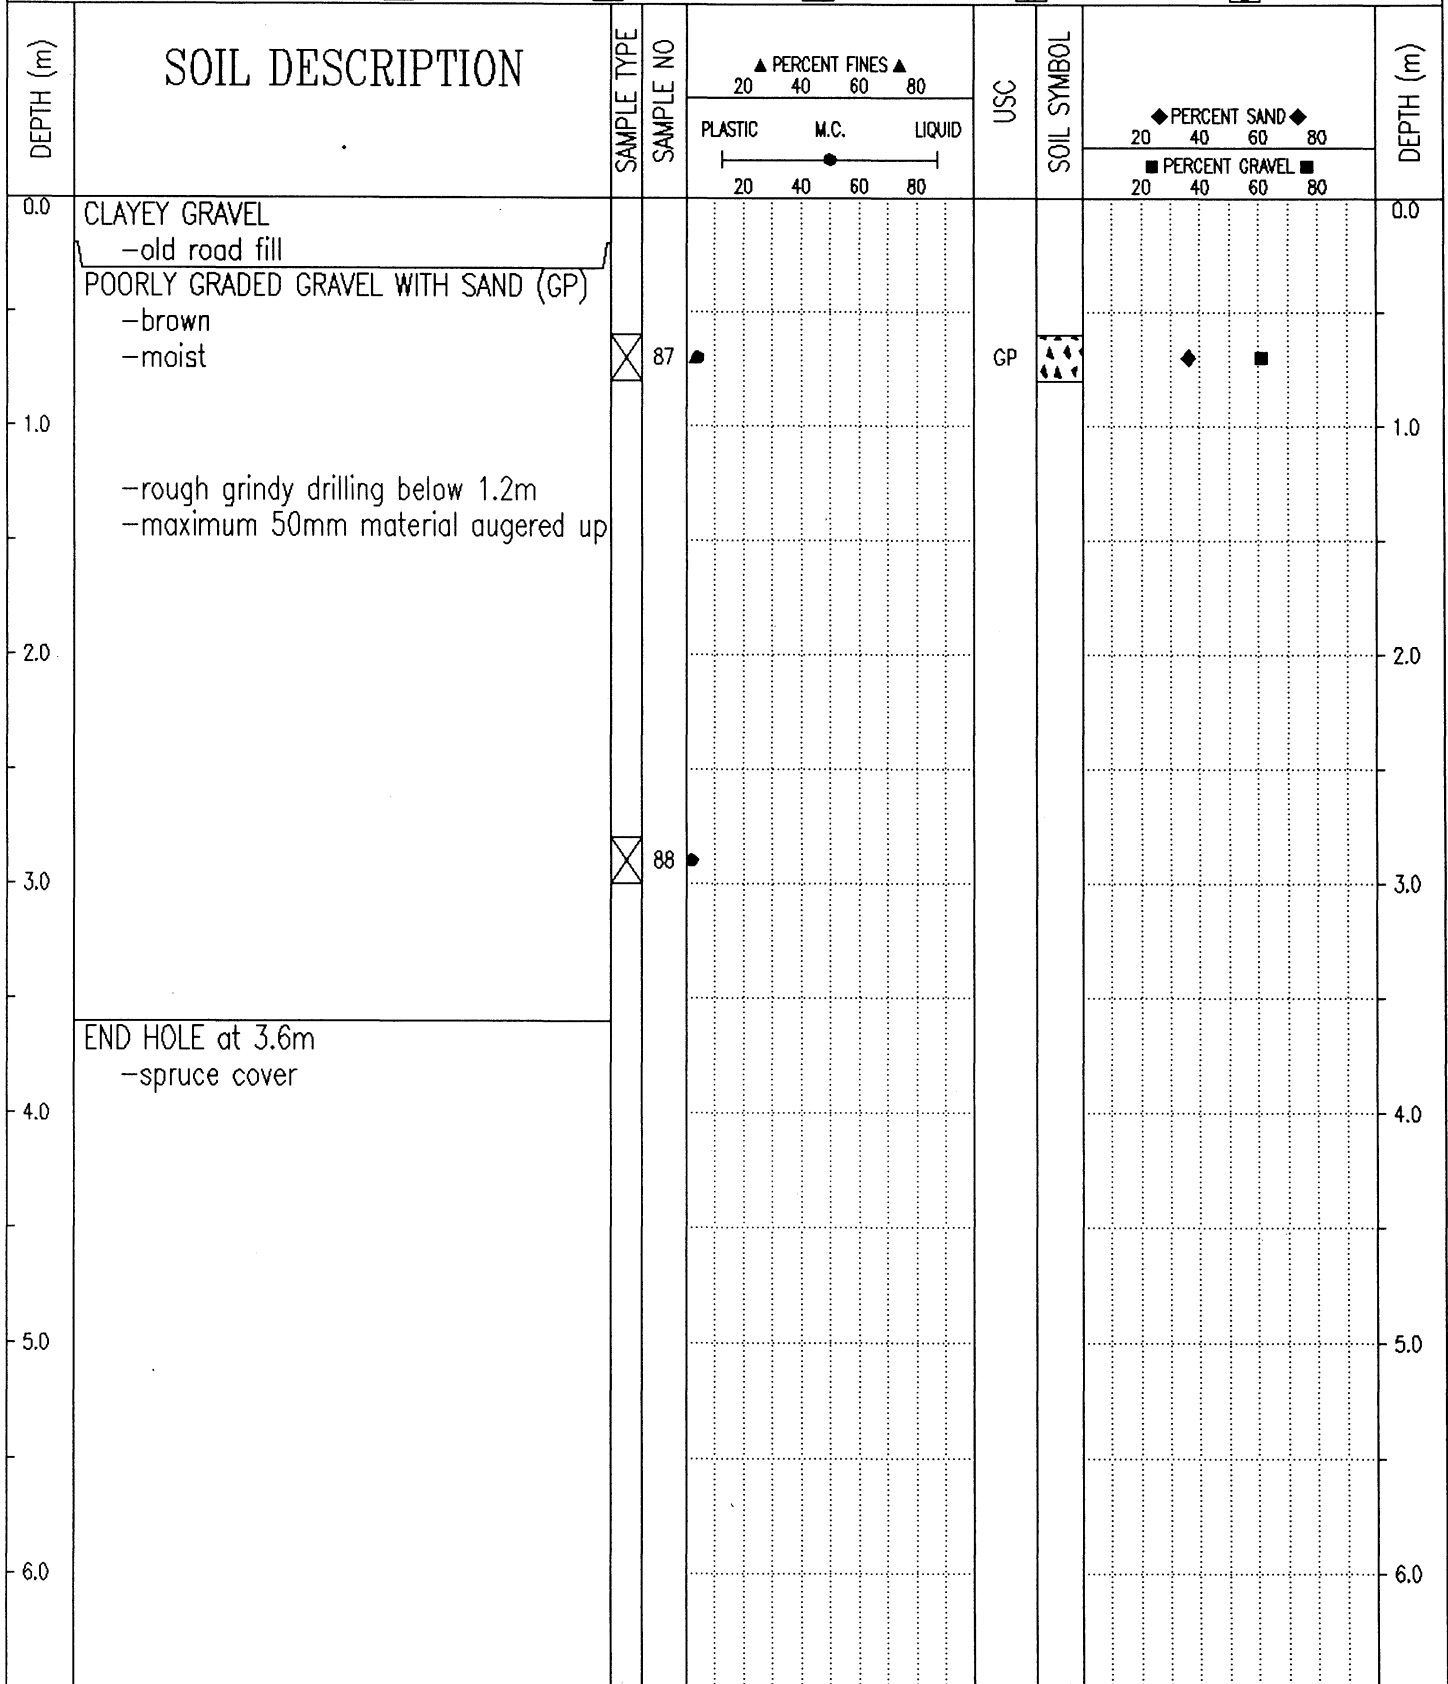 DEPTH (m)
SOIL DESCRIPTION
SAMPLE TYPE
SAMPLE NO
▲ PERCENT FINES ▲
20 40 60 80
PLASTIC M.C. LIQUID
20 40 60 80
USC
SOIL SYMBOL
◆ PERCENT SAND ◆
20 40 60 80
■ PERCENT GRAVEL ■
20 40 60 80
DEPTH (m)
0.0
CLAYEY GRAVEL
0.0
-old road fill
POORLY GRADED GRAVEL WITH SAND (GP)
-brown
-moist
87
GP
1.0
1.0
-rough grindy drilling below 1.2m
-maximum 50mm material augered up
2.0
2.0
88
3.0
3.0
END HOLE at 3.6m
-spruce cover
4.0
4.0
5.0
5.0
6.0
6.0